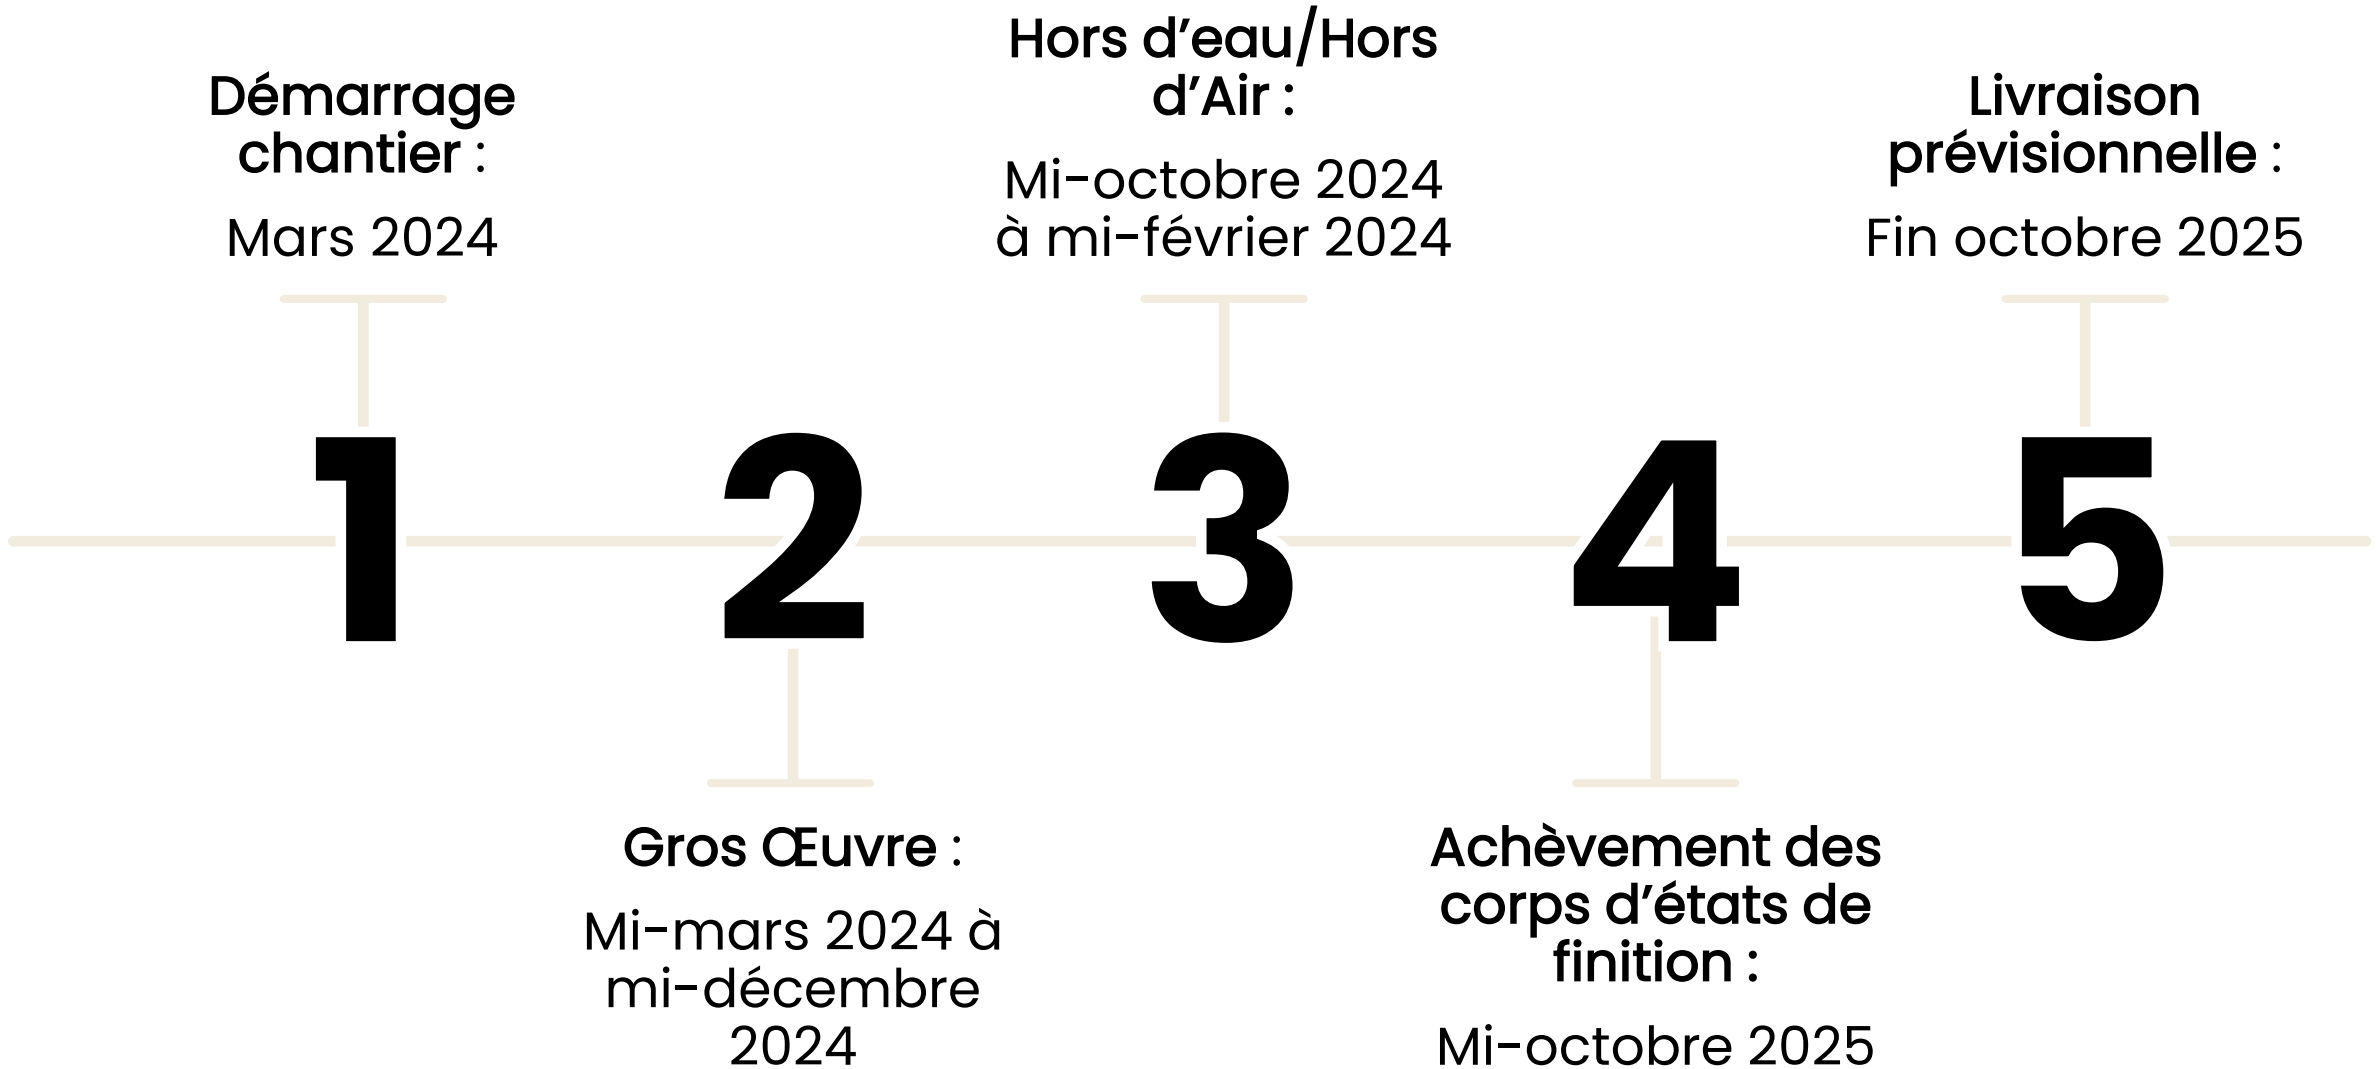 Démarrage
chantier :
Mars 2024
1
2
Gros Œuvre :
Mi-mars 2024 à
mi-décembre
2024
Hors d’eau/Hors
d’Air :
Mi-octobre 2024
à mi-février 2024
3
4
Achèvement des
corps d’états de
finition :
Mi-octobre 2025
Livraison
prévisionnelle :
Fin octobre 2025
5